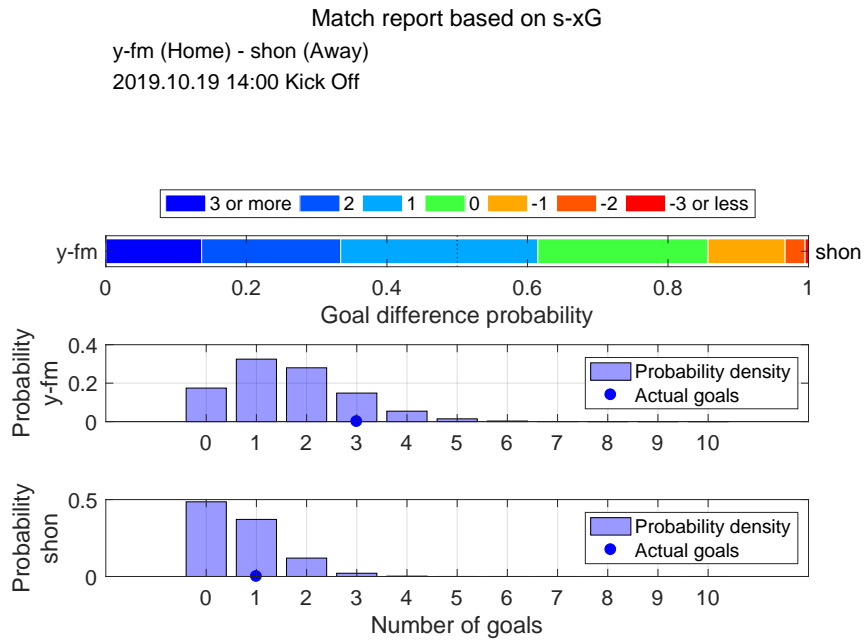 Match report based on s-xG
y-fm (Home) - shon (Away)
2019.10.19 14:00 Kick Off
3 or more 2 1 0 -1 -2 -3 or less
y-fm shon
0 0.2 0.4 0.6 0.8 1
Goal difference probability
Probability
y-fm
0.4
0.2
0
Probability density
Actual goals
0 1 2 3 4 5 6 7 8 9 10
Probability
shon
0.5
0
Probability density
Actual goals
0 1 2 3 4 5 6 7 8 9 10
Number of goals